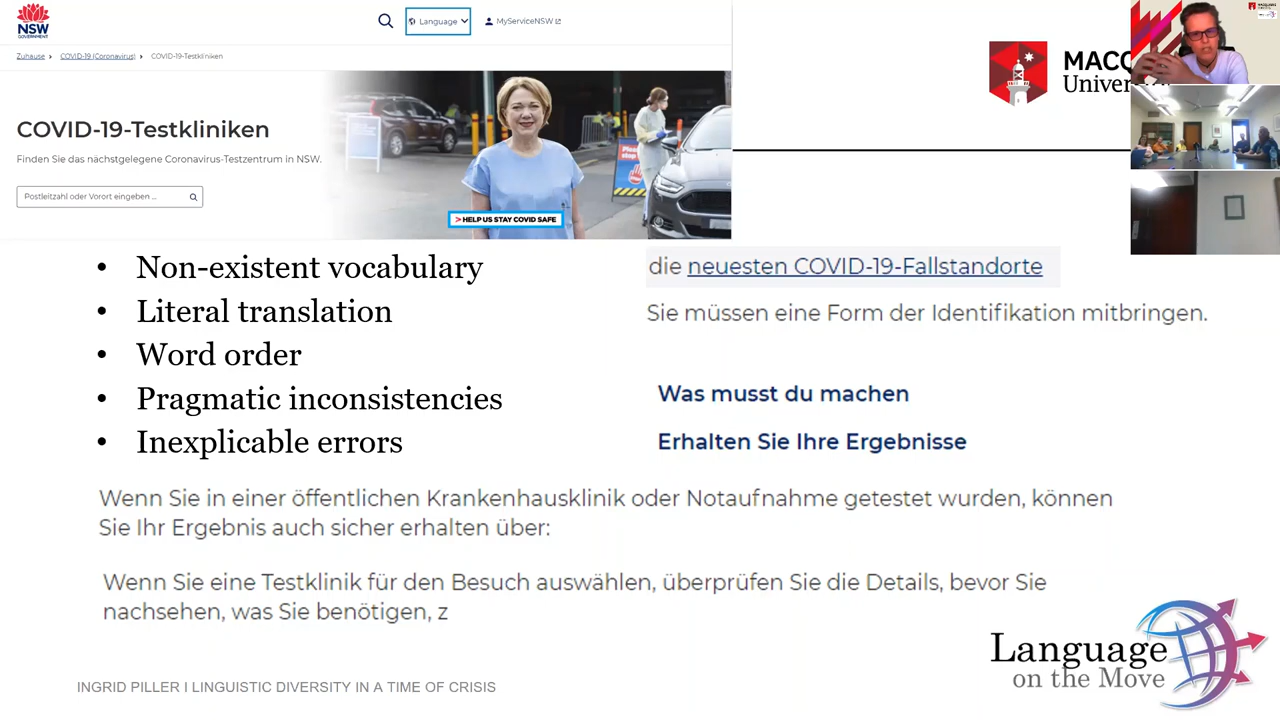 NSW
GOVERNMENT
Language
MyServiceNSW
Zuhause > COVID-19 (Coronavirus) > COVID-19-Testkliniken
COVID-19-Testkliniken
Finden Sie das nächstgelegene Coronavirus-Testzentrum in NSW.
Postleitzahl oder Vorort eingeben ...
> HELP US STAY COVID SAFE
MACQ
Univers
• Non-existent vocabulary
• Literal translation
• Word order
• Pragmatic inconsistencies
• Inexplicable errors
die neuesten COVID-19-Fallstandorte
Sie müssen eine Form der Identifikation mitbringen.
Was musst du machen
Erhalten Sie Ihre Ergebnisse
Wenn Sie in einer öffentlichen Krankenhausklinik oder Notaufnahme getestet wurden, können
Sie Ihr Ergebnis auch sicher erhalten über:
Wenn Sie eine Testklinik für den Besuch auswählen, überprüfen Sie die Details, bevor Sie
nachsehen, was Sie benötigen, z
INGRID PILLER I LINGUISTIC DIVERSITY IN A TIME OF CRISIS
Language
on the Move